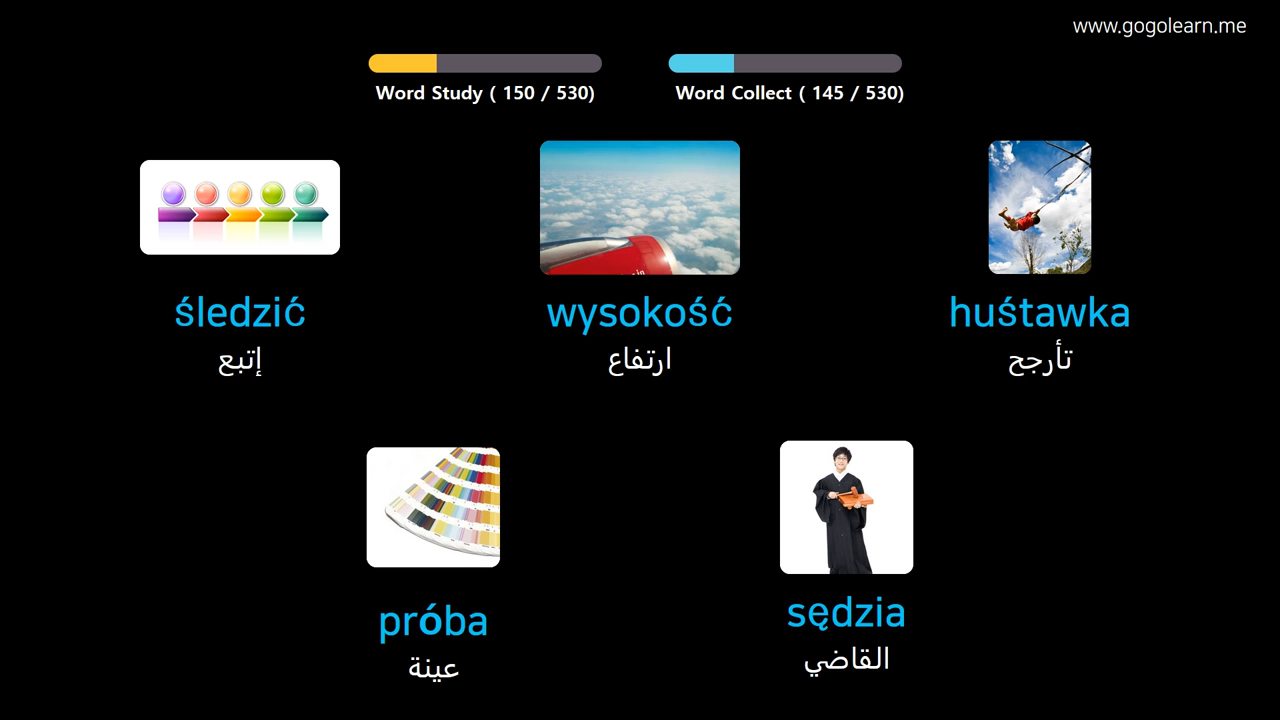 www.gogolearn.me
Word Study ( 150 / 530)
Word Collect ( 145 / 530)
śledzić
إتبع
wysokość
ارتفاع
huśtawka
تأرجح
próba
عينة
sędzia
القاضي